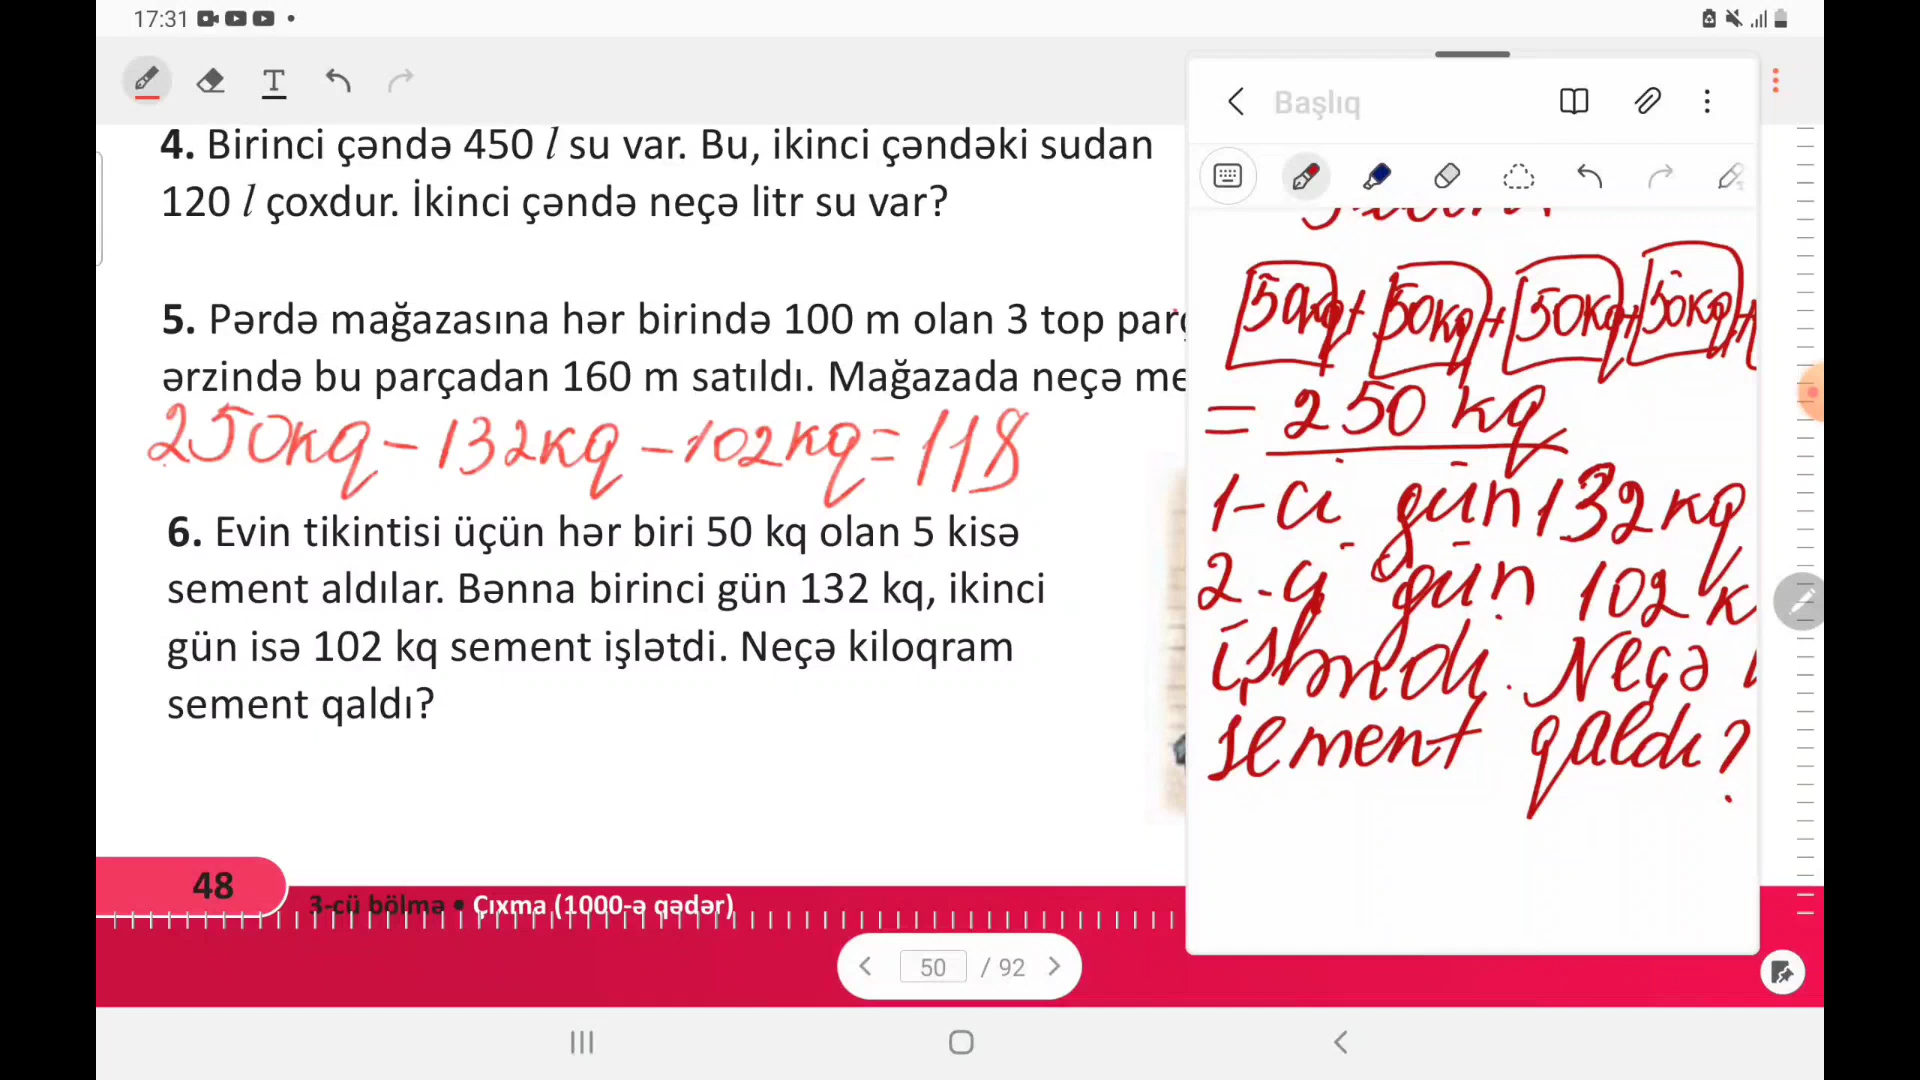 17:31
4. Birinci çəndə 450 l su var. Bu, ikinci çəndəki sudan
120 l çoxdur. İkinci çəndə neçə litr su var?
5. Pərdə mağazasına hər birində 100 m olan 3 top
ərzində bu parçadan 160 m satıldı. Mağazada neçə
250kq - 132kq - 102kq = 118
6. Evin tikintisi üçün hər biri 50 kq olan 5 kisə
sement aldılar. Bənna birinci gün 132 kq, ikinci
gün isə 102 kq sement işlətdi. Neçə kiloqram
sement qaldı?
48
3-cü bölmə • Çıxma (1000-ə qədər)
50 / 92
Başlıq
50kq + 50kq + 50kq + 50kq +
= 250 kq
1-ci gün 132 kq
2-ci gün 102 k
Neçə
sement qaldı?